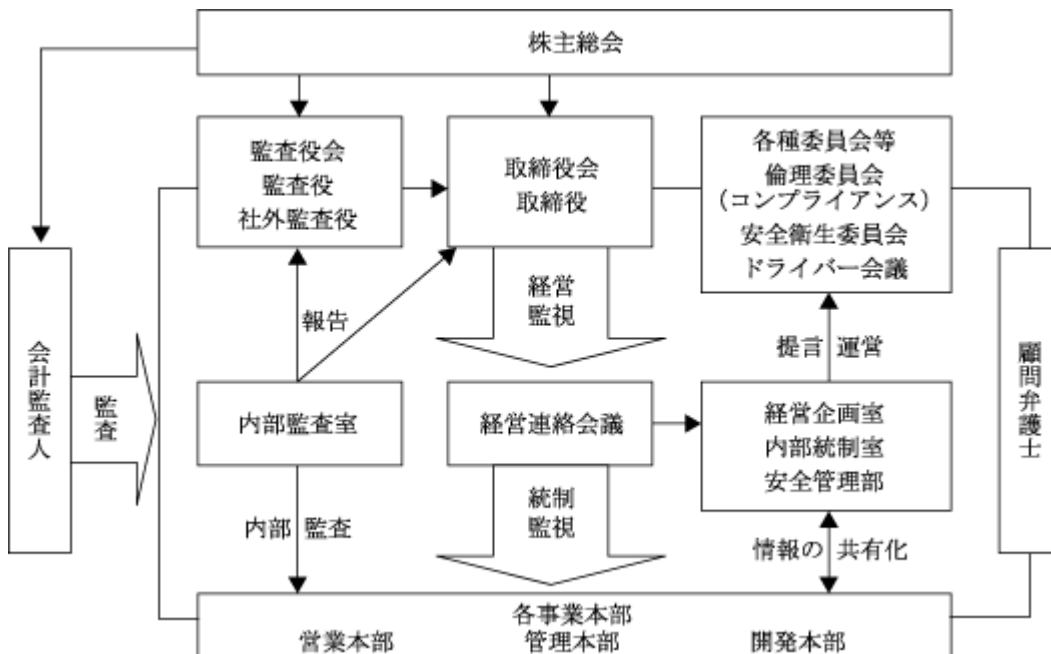 株主総会
監査役会
監査役
社外監査役
取締役会
取締役
各種委員会等
倫理委員会
(コンプライアンス)
安全衛生委員会
ドライバー会議
報告
経営
監視
提言 運営
会計監査人
監査
内部監査室
経営連絡会議
経営企画室
内部統制室
安全管理部
顧問弁護士
内部 監査
統制
監視
情報の 共有化
各事業本部
営業本部 管理本部 開発本部